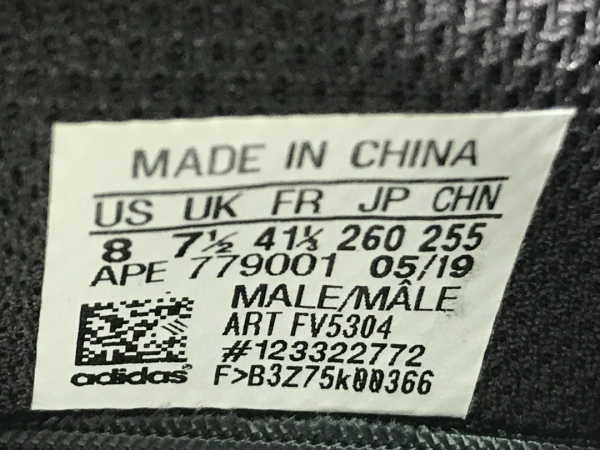 MADE IN CHINA
US UK FR JP CHN
8 7½ 41⅓ 260 255
APE 779001 05/19
MALE/MÂLE
ART FV5304
#123322772
adidas® F>B3Z75k00366